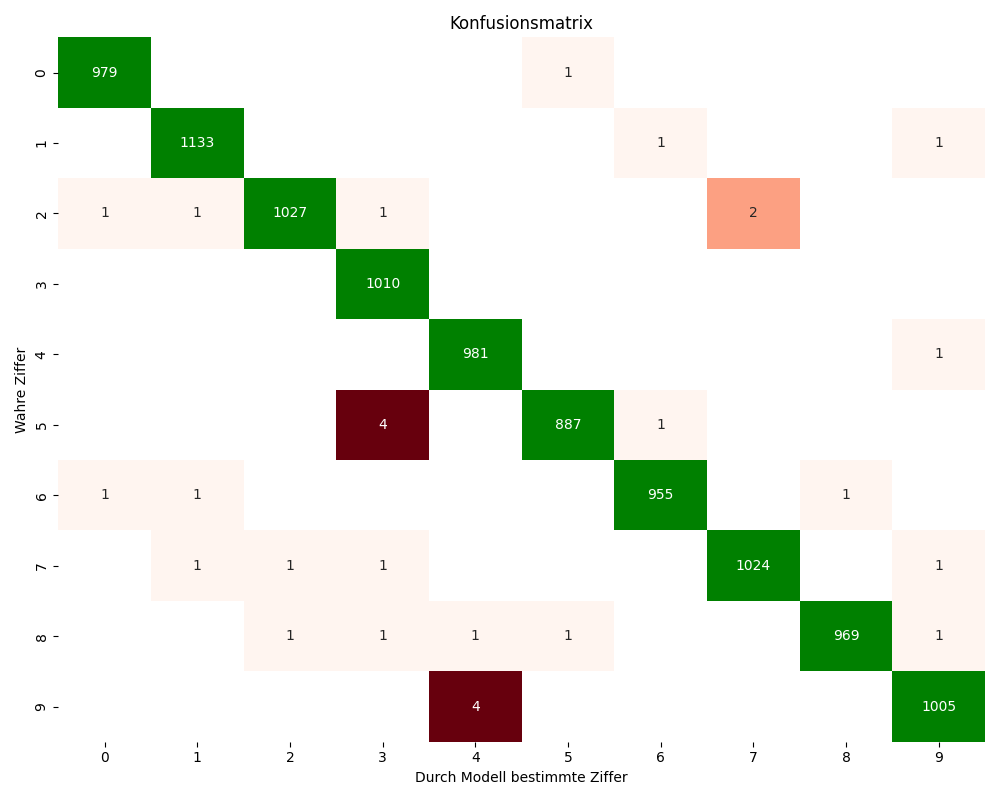 Konfusionsmatrix
Wahre Ziffer
0 979 1
1 1133 1 1
2 1 1 1027 1 2
3 1010
4 981 1
5 4 887 1
6 1 1 955 1
7 1 1 1 1024 1
8 1 1 1 1 969 1
9 4 1005
0 1 2 3 4 5 6 7 8 9
Durch Modell bestimmte Ziffer